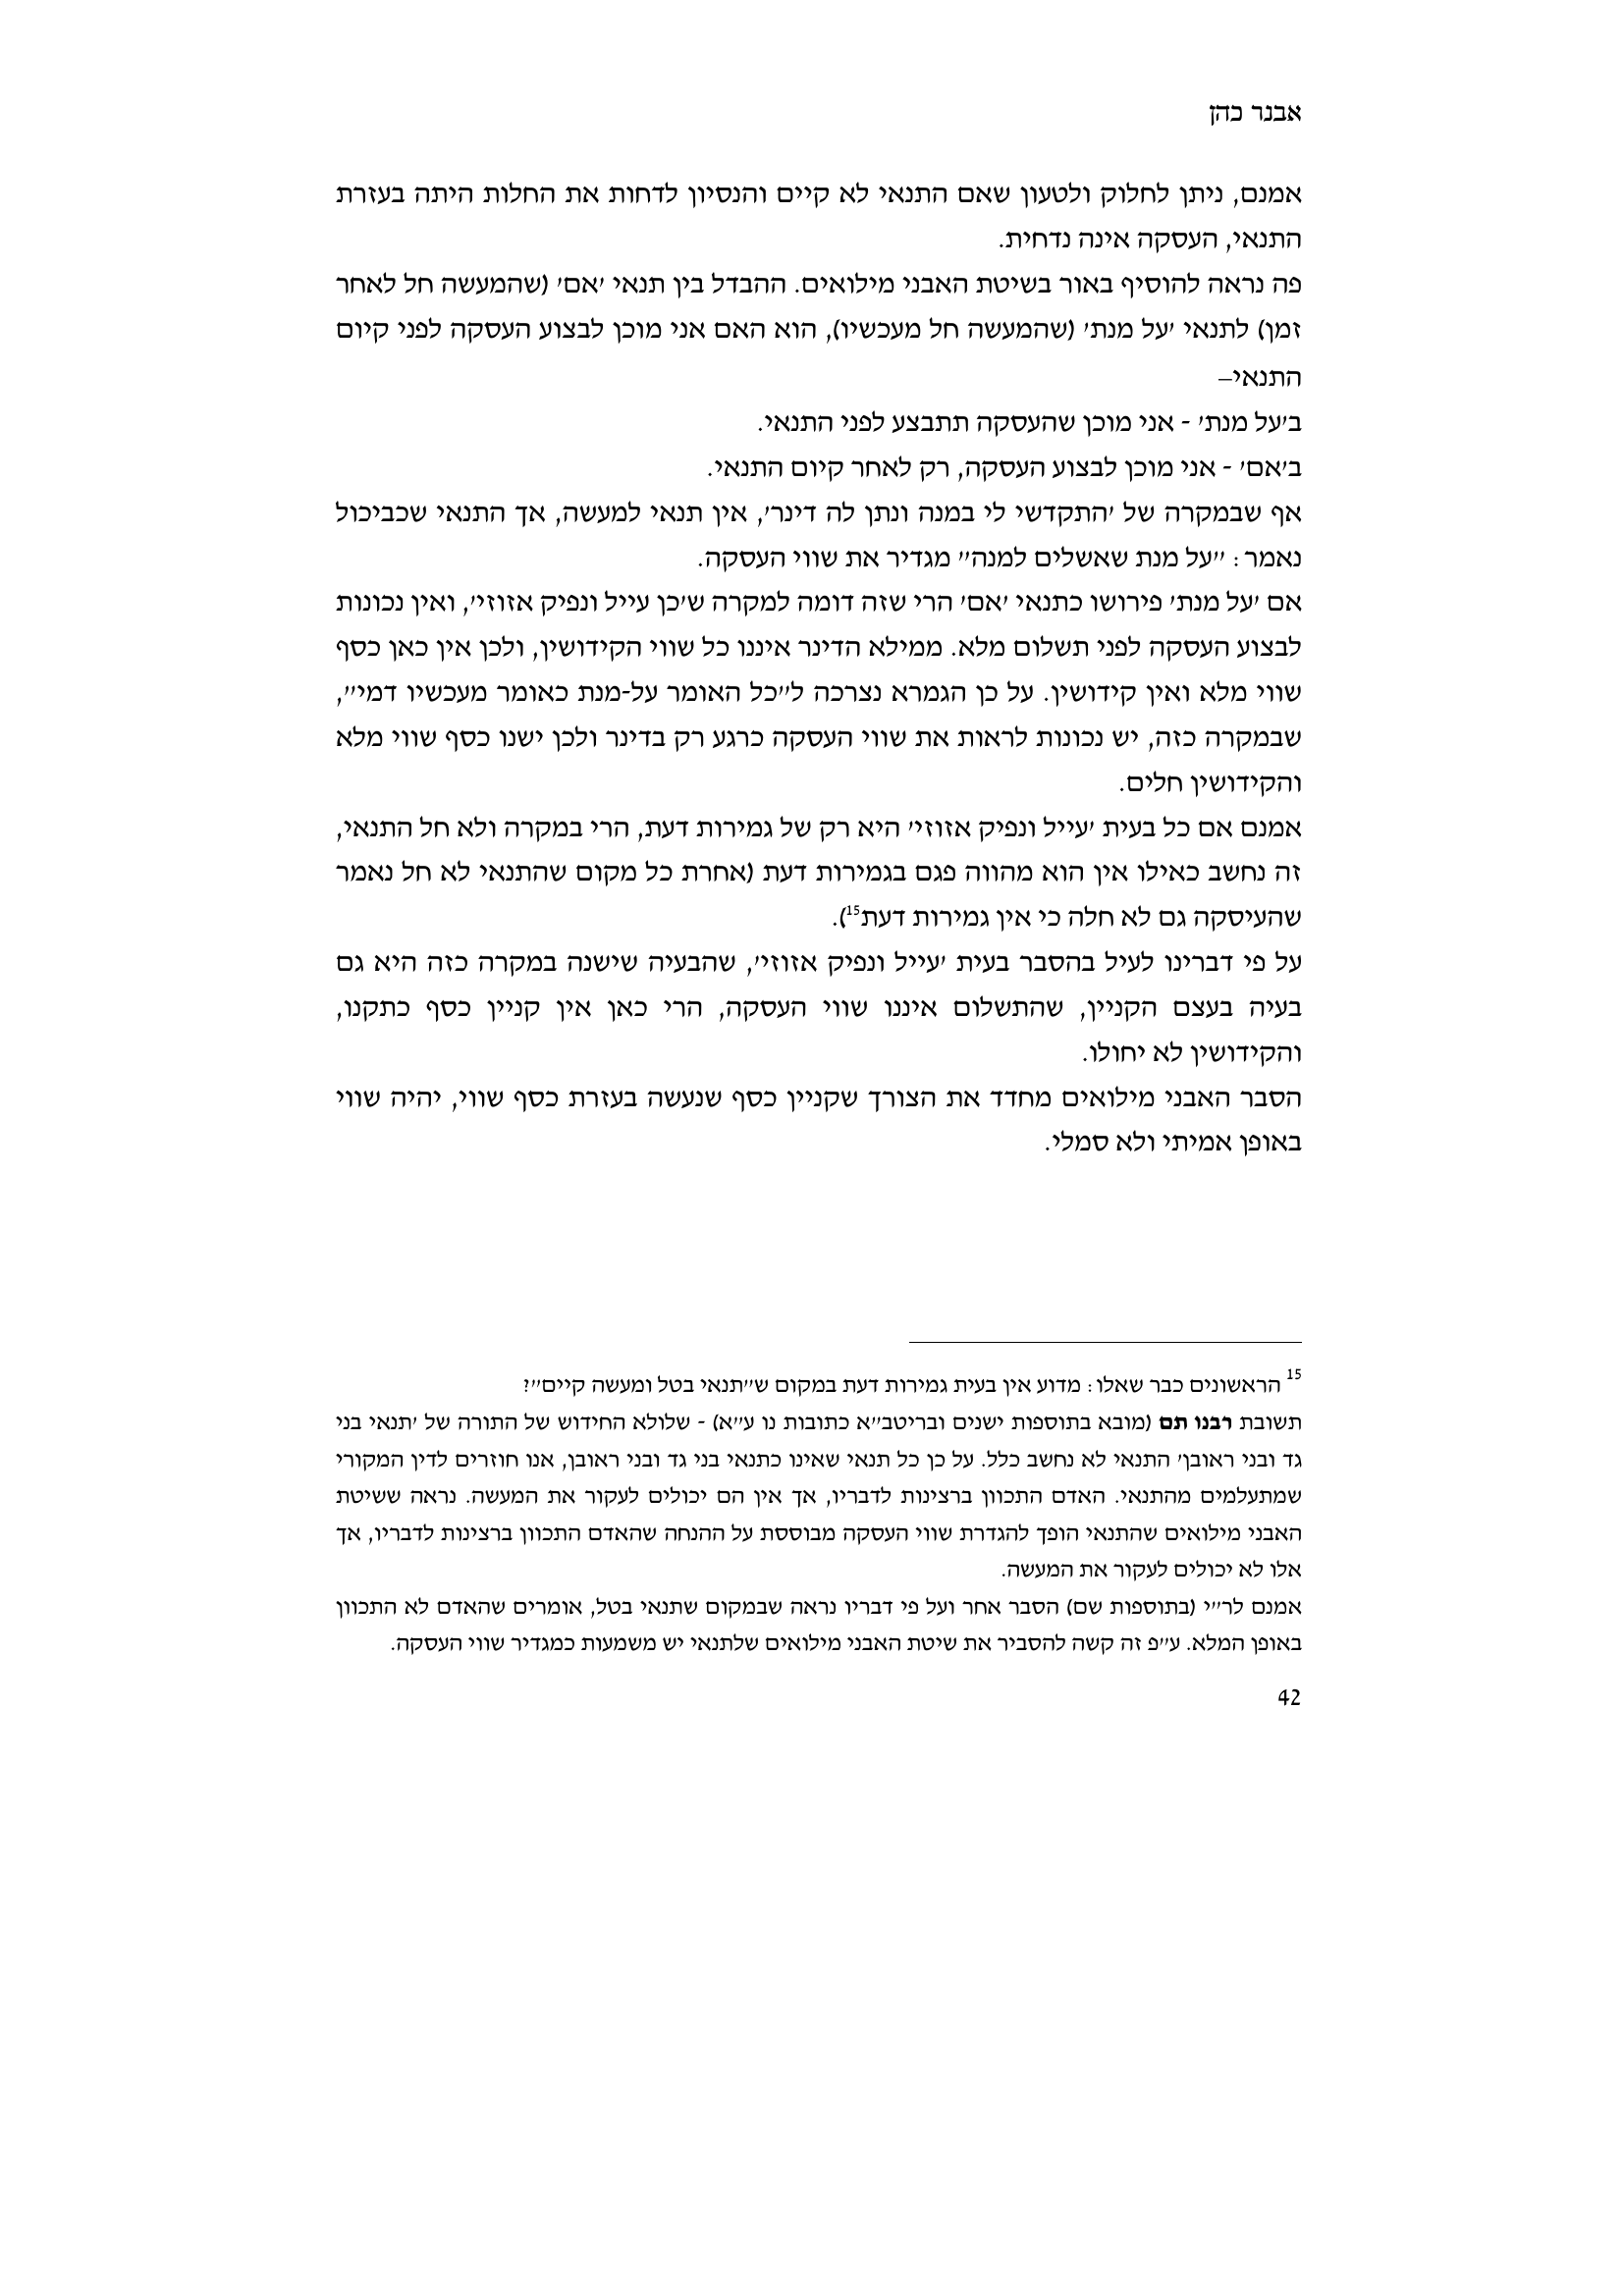 אבנר כהן
אמנם, ניתן לחלוק ולטעון שאם התנאי לא קיים והנסיון לדחות את החלות היתה בעזרת
התנאי, העסקה אינה נדחית.
פה נראה להוסיף באור בשיטת האבני מילואים. ההבדל בין תנאי 'אם' (שהמעשה חל לאחר
זמן) לתנאי 'על מנת' (שהמעשה חל מעכשיו), הוא האם אני מוכן לבצוע העסקה לפני קיום
התנאי–
ב'על מנת' - אני מוכן שהעסקה תתבצע לפני התנאי.
ב'אם' - אני מוכן לבצוע העסקה, רק לאחר קיום התנאי.
אף שבמקרה של 'התקדשי לי במנה ונתן לה דינר', אין תנאי למעשה, אך התנאי שכביכול
נאמר: "על מנת שאשלים למנה" מגדיר את שווי העסקה.
אם 'על מנת' פירושו כתנאי 'אם' הרי שזה דומה למקרה ש'כן עייל ונפיק אזוזי', ואין נכונות
לבצוע העסקה לפני תשלום מלא. ממילא הדינר איננו כל שווי הקידושין, ולכן אין כאן כסף
שווי מלא ואין קידושין. על כן הגמרא נצרכה ל"כל האומר על-מנת כאומר מעכשיו דמי",
שבמקרה כזה, יש נכונות לראות את שווי העסקה כרגע רק בדינר ולכן ישנו כסף שווי מלא
והקידושין חלים.
אמנם אם כל בעית 'עייל ונפיק אזוזי' היא רק של גמירות דעת, הרי במקרה ולא חל התנאי,
זה נחשב כאילו אין הוא מהווה פגם בגמירות דעת (אחרת כל מקום שהתנאי לא חל נאמר
שהעיסקה גם לא חלה כי אין גמירות דעת15).
על פי דברינו לעיל בהסבר בעית 'עייל ונפיק אזוזי', שהבעיה שישנה במקרה כזה היא גם
בעיה בעצם הקניין, שהתשלום איננו שווי העסקה, הרי כאן אין קניין כסף כתקנו,
והקידושין לא יחולו.
הסבר האבני מילואים מחדד את הצורך שקניין כסף שנעשה בעזרת כסף שווי, יהיה שווי
באופן אמיתי ולא סמלי.
15 הראשונים כבר שאלו: מדוע אין בעית גמירות דעת במקום ש"תנאי בטל ומעשה קיים"?
תשובת רבנו תם (מובא בתוספות ישנים ובריטב"א כתובות נו ע"א) - שלולא החידוש של התורה של 'תנאי בני
גד ובני ראובן' התנאי לא נחשב כלל. על כן כל תנאי שאינו כתנאי בני גד ובני ראובן, אנו חוזרים לדין המקורי
שמתעלמים מהתנאי. האדם התכוון ברצינות לדבריו, אך אין הם יכולים לעקור את המעשה. נראה ששיטת
האבני מילואים שהתנאי הופך להגדרת שווי העסקה מבוססת על ההנחה שהאדם התכוון ברצינות לדבריו, אך
אלו לא יכולים לעקור את המעשה.
אמנם לר"י (בתוספות שם) הסבר אחר ועל פי דבריו נראה שבמקום שתנאי בטל, אומרים שהאדם לא התכוון
באופן המלא. ע"פ זה קשה להסביר את שיטת האבני מילואים שלתנאי יש משמעות כמגדיר שווי העסקה.
42